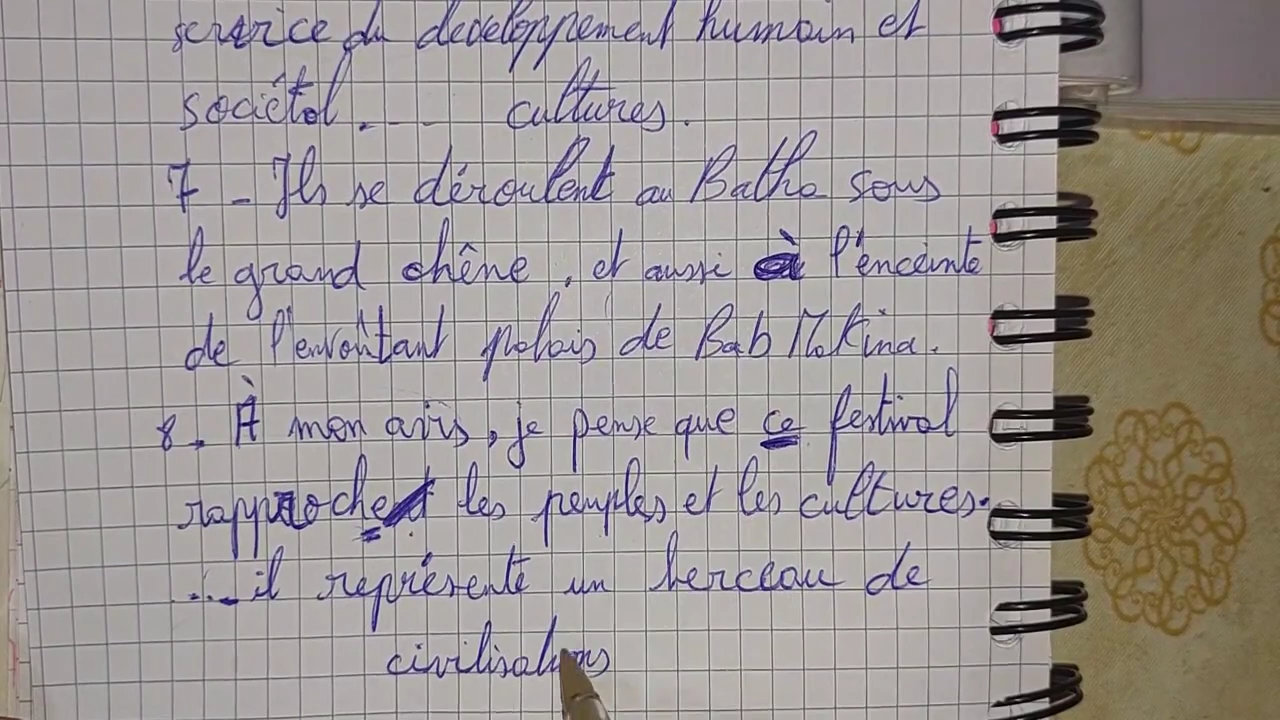 service du developpement humain et
sociétal ... cultures.
7 - Ils se déroulent au Batha sous
le grand chêne, et aussi à l'enceinte
de l'envoûtant palais de Bab Makina.
8. À mon avis, je pense que ce festival
rapproche les peuples et les cultures.
... il représente un berceau de
civilisations